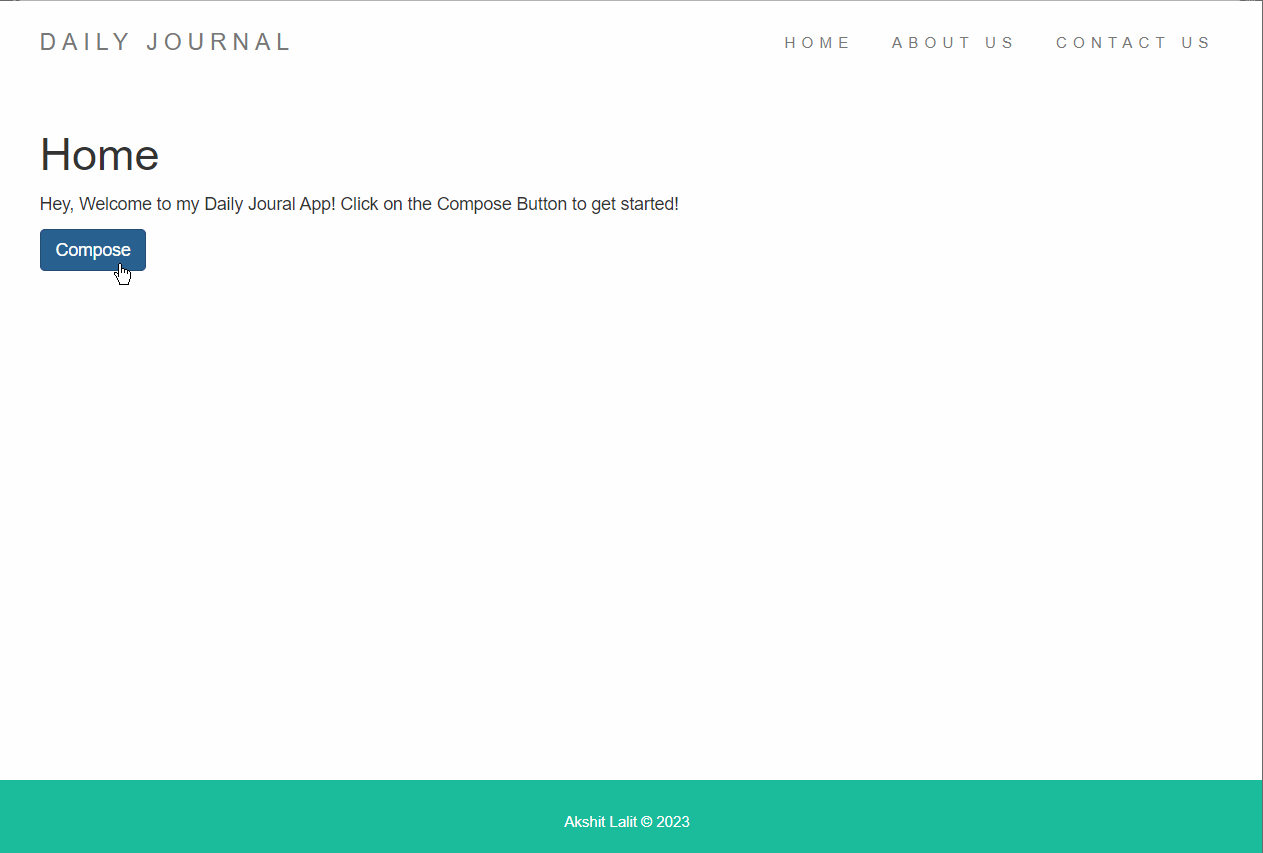 DAILY JOURNAL
HOME ABOUT US CONTACT US
Home
Hey, Welcome to my Daily Joural App! Click on the Compose Button to get started!
Compose
Akshit Lalit © 2023